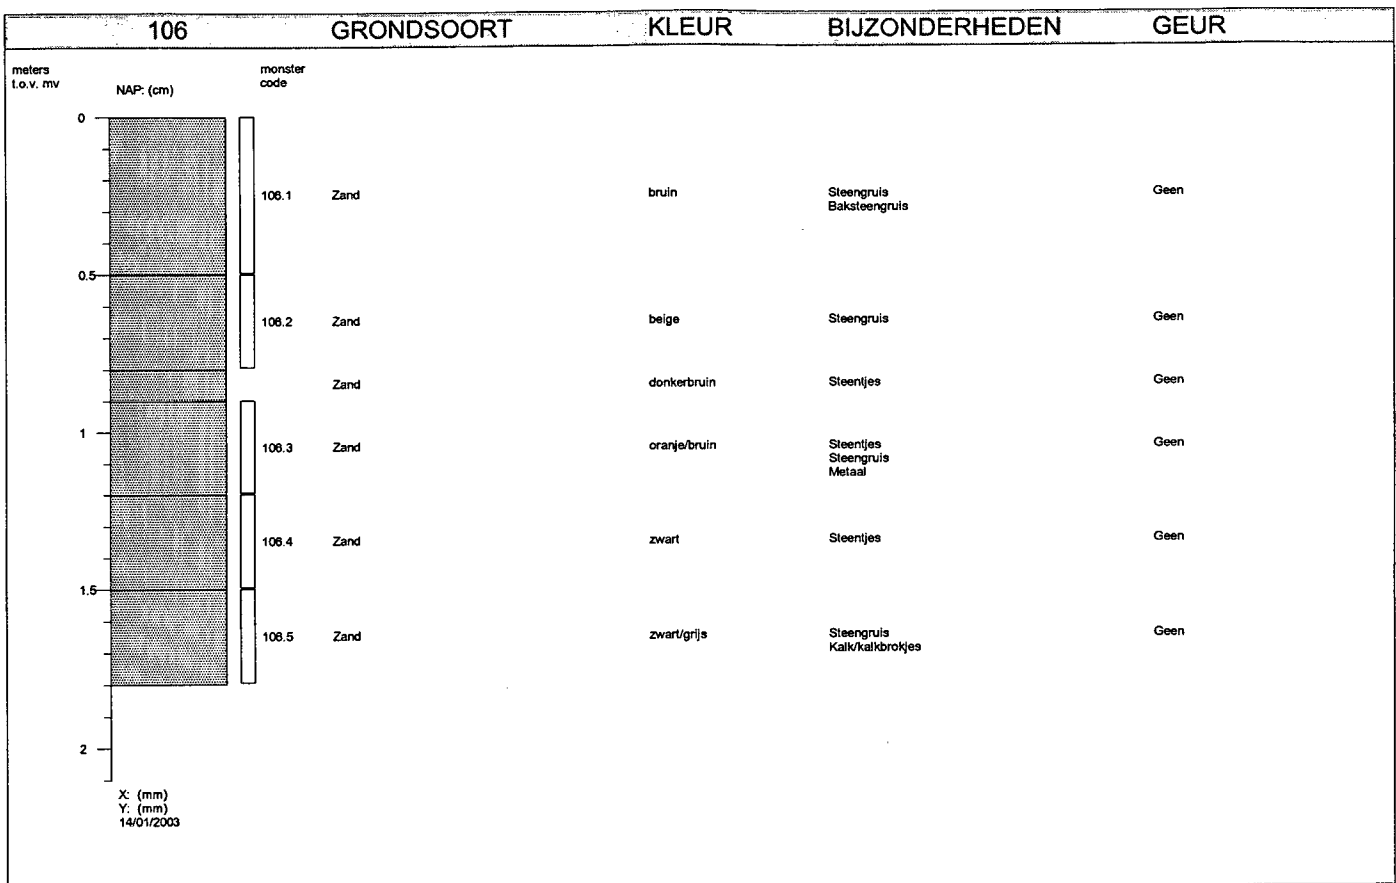 106 GRONDSOORT KLEUR BIJZONDERHEDEN GEUR
meters
t.o.v. mv
NAP: (cm)
monster
code
0
106.1 Zand bruin Steengruis Geen
Baksteengruis
0.5
106.2 Zand beige Steengruis Geen
Zand donkerbruin Steentjes Geen
1
106.3 Zand oranje/bruin Steentjes Geen
Steengruis
Metaal
106.4 Zand zwart Steentjes Geen
1.5
106.5 Zand zwart/grijs Steengruis Geen
Kalk/kalkbrokjes
2
X: (mm)
Y: (mm)
14/01/2003